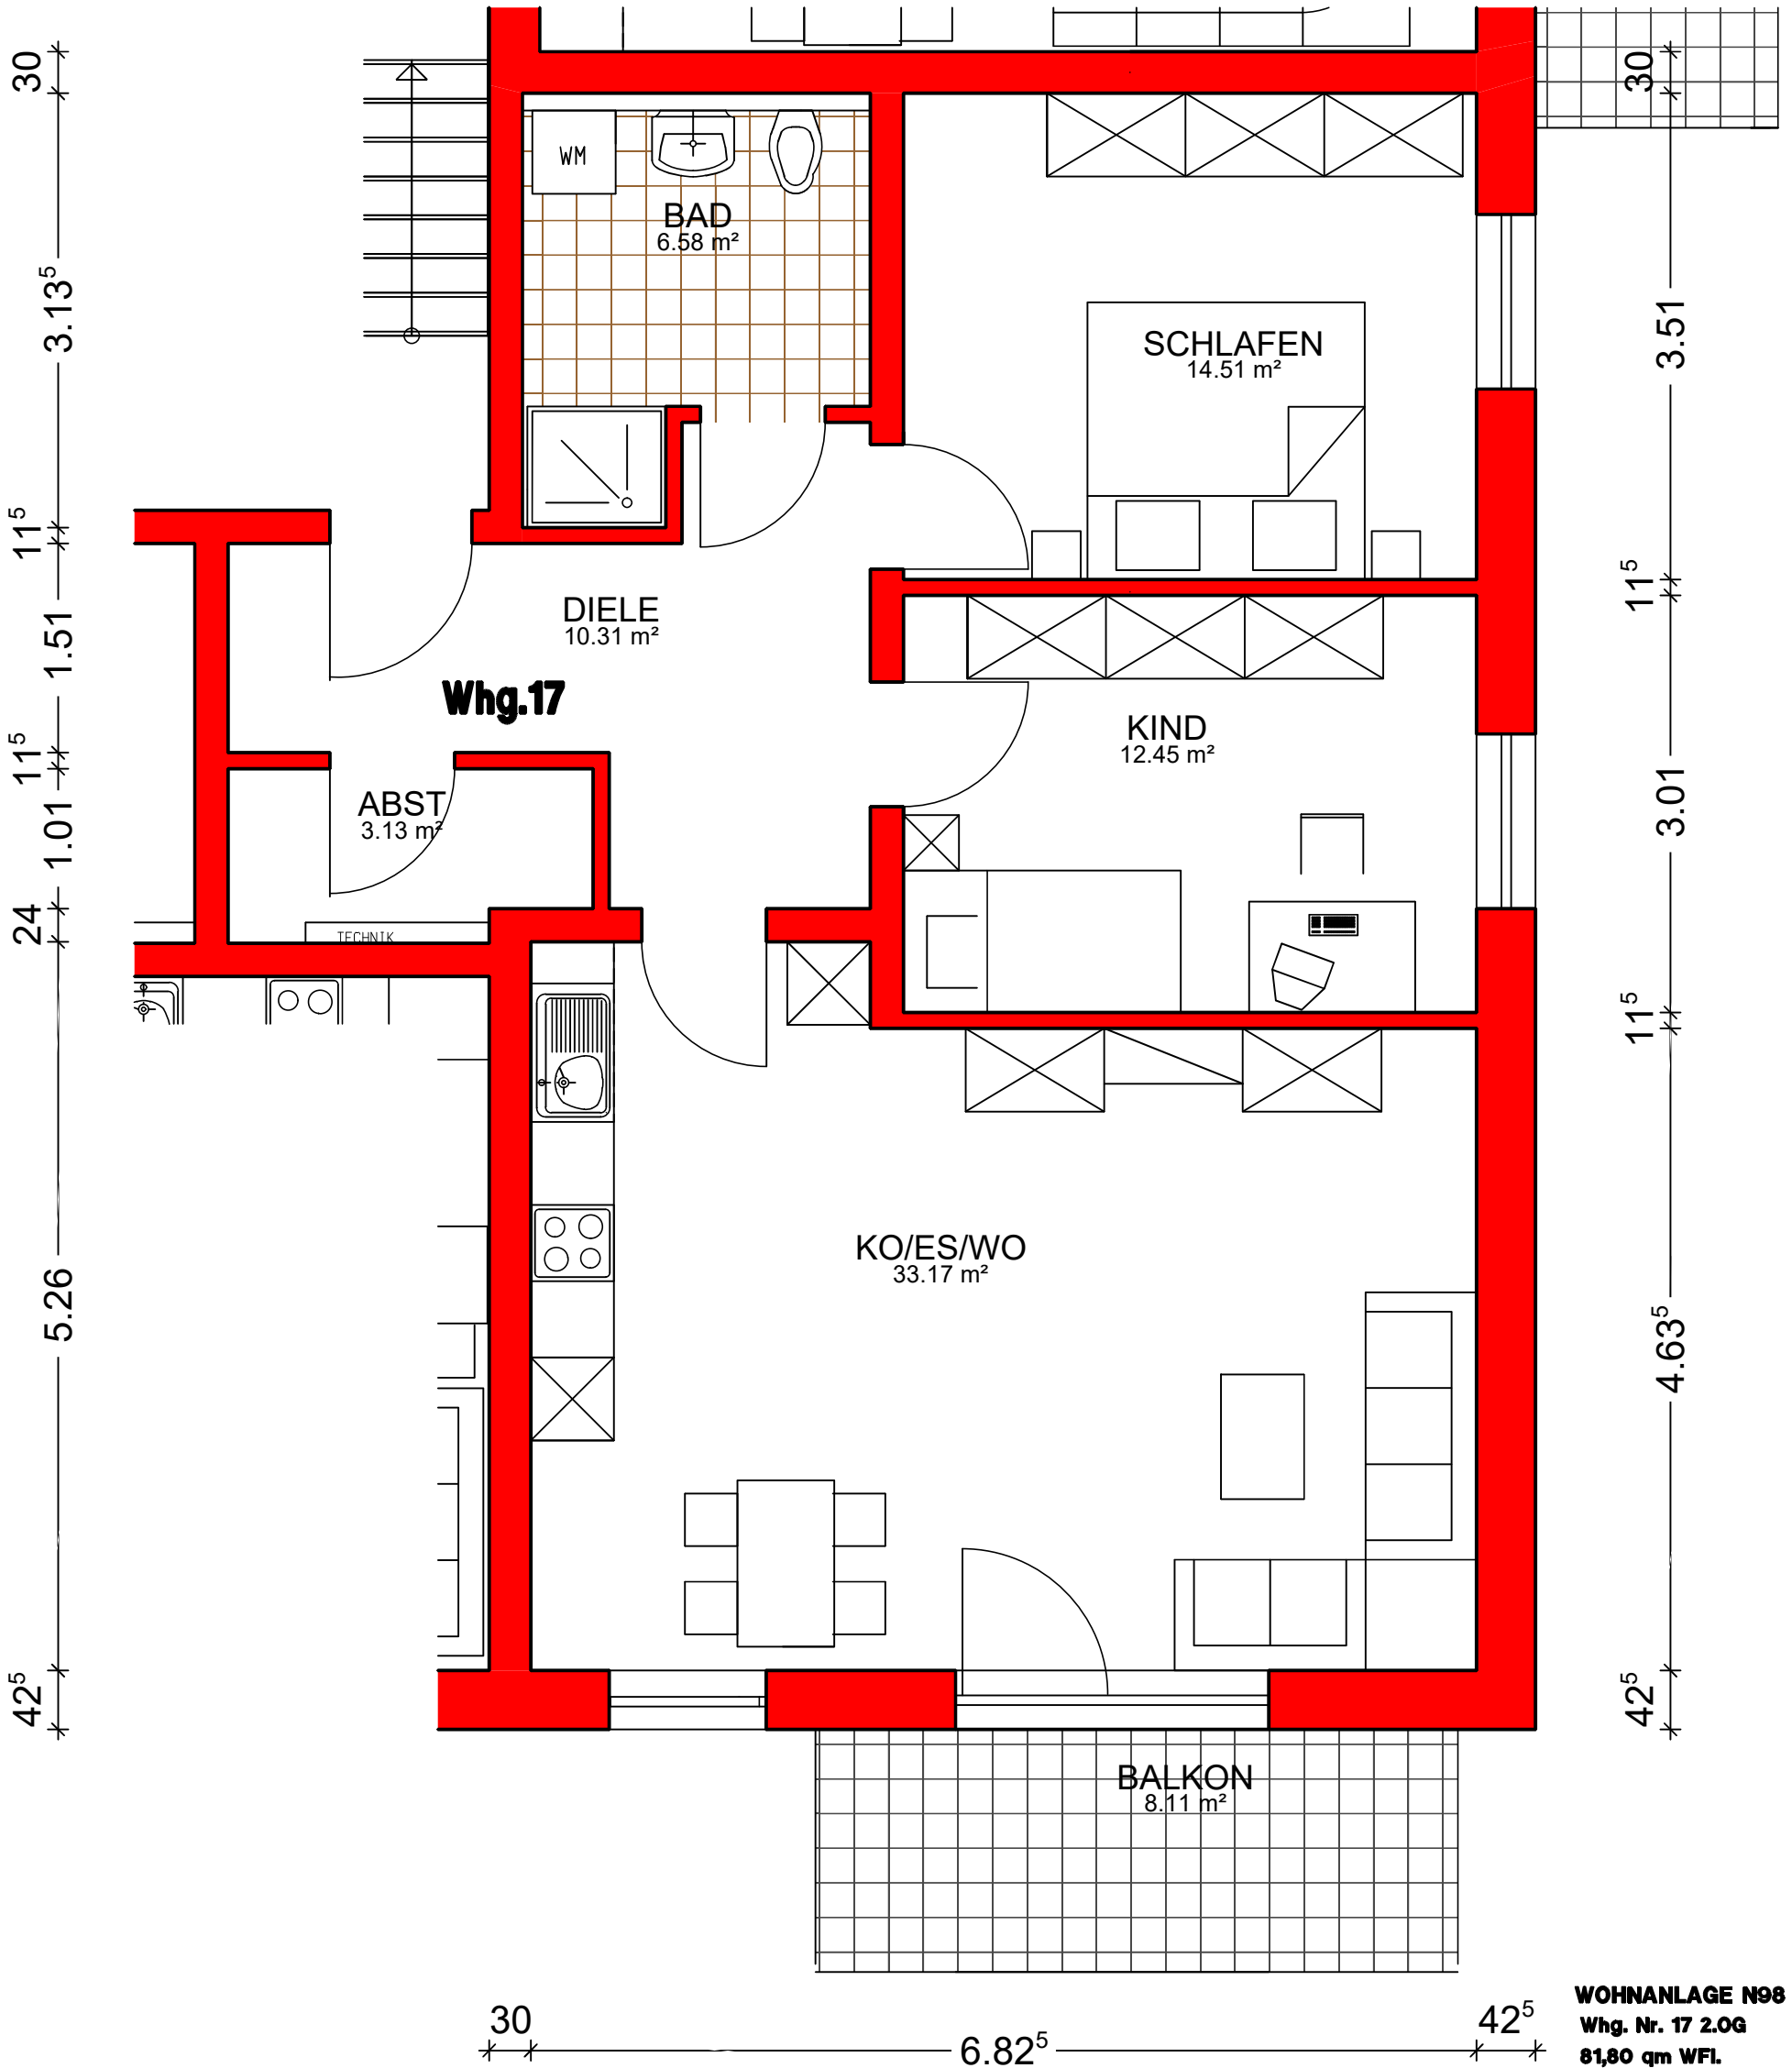 30
3.13⁵
11⁵
1.51
11⁵
1.01
24
5.26
42⁵
WM
BAD
6.58 m²
SCHLAFEN
14.51 m²
DIELE
10.31 m²
Whg.17
KIND
12.45 m²
ABST
3.13 m²
TECHNIK
KO/ES/WO
33.17 m²
BALKON
8.11 m²
30
3.51
11⁵
3.01
11⁵
4.63⁵
42⁵
30
6.82⁵
42⁵
WOHNANLAGE N98
Whg. Nr. 17 2.OG
81,80 qm WFl.